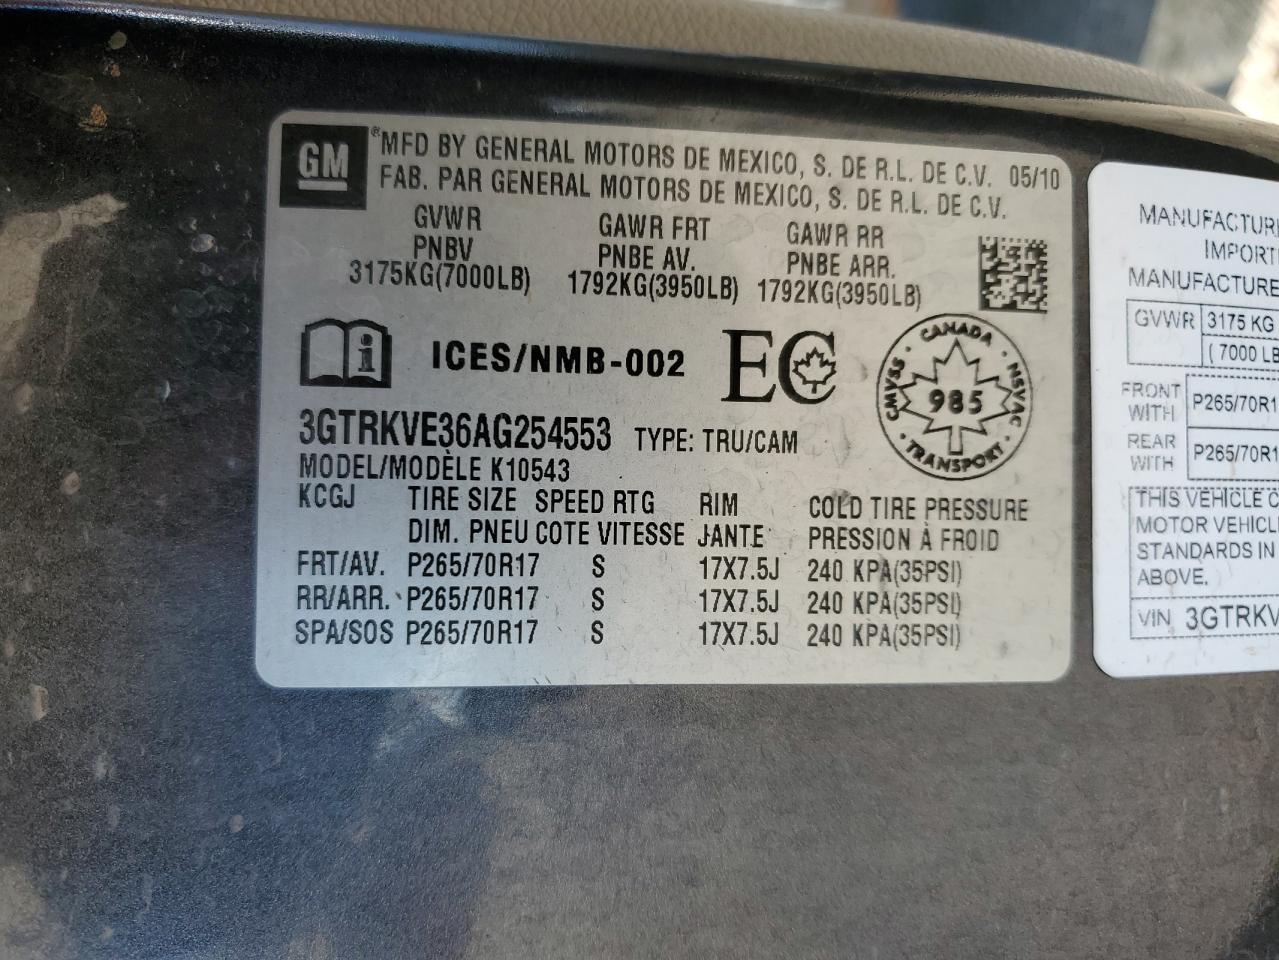 GM
®MFD BY GENERAL MOTORS DE MEXICO, S. DE R.L. DE C.V. 05/10
FAB. PAR GENERAL MOTORS DE MEXICO, S. DE R.L. DE C.V.
GVWR GAWR FRT GAWR RR
PNBV PNBE AV. PNBE ARR.
3175KG(7000LB) 1792KG(3950LB) 1792KG(3950LB)
i ICES/NMB-002 EC
CANADA
CMVSS · NSVAC
985
TRANSPORT
3GTRKVE36AG254553 TYPE: TRU/CAM
MODEL/MODÈLE K10543
KCGJ TIRE SIZE SPEED RTG RIM COLD TIRE PRESSURE
DIM. PNEU COTE VITESSE JANTE PRESSION À FROID
FRT/AV. P265/70R17 S 17X7.5J 240 KPA(35PSI)
RR/ARR. P265/70R17 S 17X7.5J 240 KPA(35PSI)
SPA/SOS P265/70R17 S 17X7.5J 240 KPA(35PSI)
MANUFACTURE
IMPORT
MANUFACTURE
GVWR 3175 KG
( 7000 LB
FRONT
WITH P265/70R1
REAR
WITH P265/70R1
THIS VEHICLE C
MOTOR VEHICL
STANDARDS IN
ABOVE.
VIN 3GTRKV